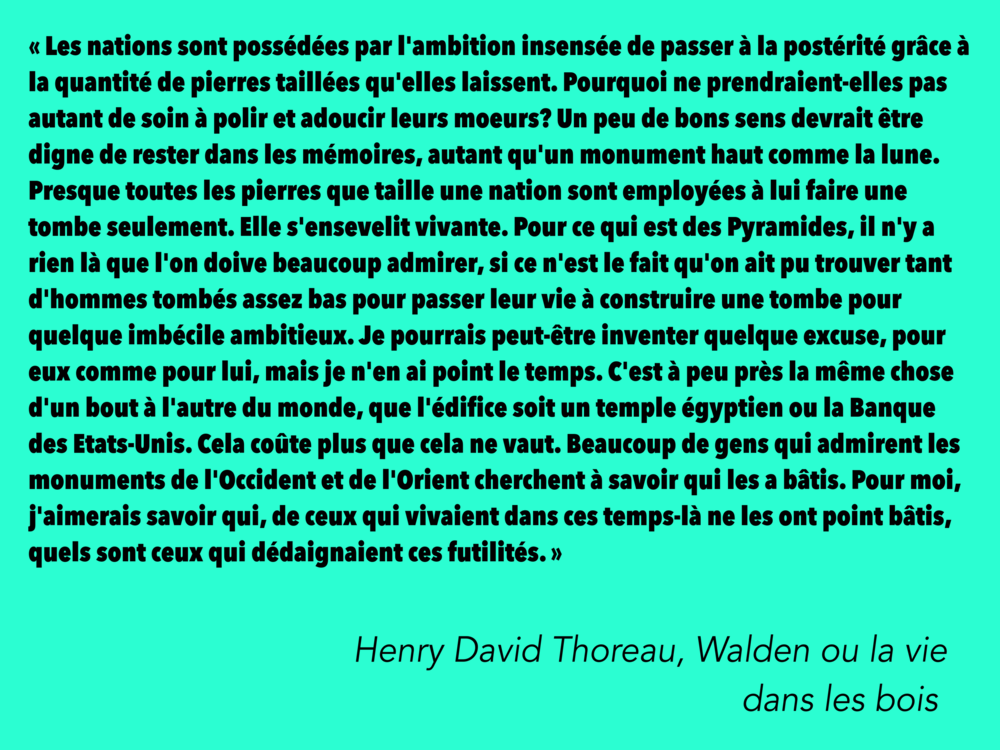 « Les nations sont possédées par l'ambition insensée de passer à la postérité grâce à
la quantité de pierres taillées qu'elles laissent. Pourquoi ne prendraient-elles pas
autant de soin à polir et adoucir leurs moeurs? Un peu de bons sens devrait être
digne de rester dans les mémoires, autant qu'un monument haut comme la lune.
Presque toutes les pierres que taille une nation sont employées à lui faire une
tombe seulement. Elle s'ensevelit vivante. Pour ce qui est des Pyramides, il n'y a
rien là que l'on doive beaucoup admirer, si ce n'est le fait qu'on ait pu trouver tant
d'hommes tombés assez bas pour passer leur vie à construire une tombe pour
quelque imbécile ambitieux. Je pourrais peut-être inventer quelque excuse, pour
eux comme pour lui, mais je n'en ai point le temps. C'est à peu près la même chose
d'un bout à l'autre du monde, que l'édifice soit un temple égyptien ou la Banque
des Etats-Unis. Cela coûte plus que cela ne vaut. Beaucoup de gens qui admirent les
monuments de l'Occident et de l'Orient cherchent à savoir qui les a bâtis. Pour moi,
j'aimerais savoir qui, de ceux qui vivaient dans ces temps-là ne les ont point bâtis,
quels sont ceux qui dédaignaient ces futilités. »
Henry David Thoreau, Walden ou la vie
dans les bois